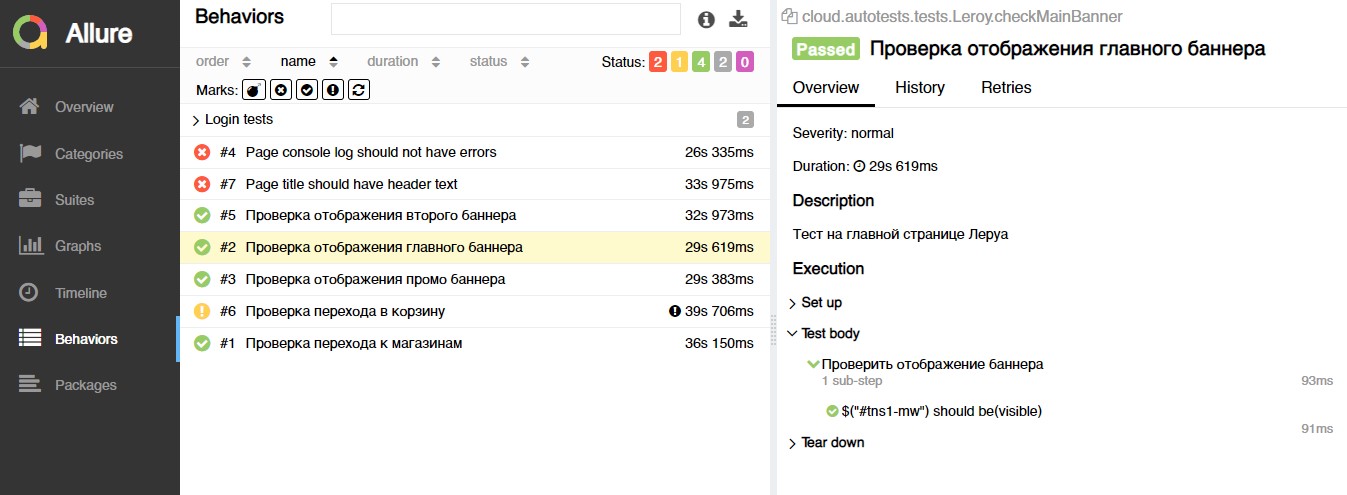 Allure
Overview
Categories
Suites
Graphs
Timeline
Behaviors
Packages
Behaviors
order name duration status Status: 2 1 4 2 0
Marks:
Login tests 2
#4 Page console log should not have errors 26s 335ms
#7 Page title should have header text 33s 975ms
#5 Проверка отображения второго баннера 32s 973ms
#2 Проверка отображения главного баннера 29s 619ms
#3 Проверка отображения промо баннера 29s 383ms
#6 Проверка перехода в корзину 39s 706ms
#1 Проверка перехода к магазинам 36s 150ms
cloud.autotests.tests.Leroy.checkMainBanner
Passed Проверка отображения главного баннера
Overview History Retries
Severity: normal
Duration: 29s 619ms
Description
Тест на главной странице Леруа
Execution
Set up
Test body
Проверить отображение баннера
1 sub-step 93ms
$("#tns1-mw") should be(visible)
91ms
Tear down